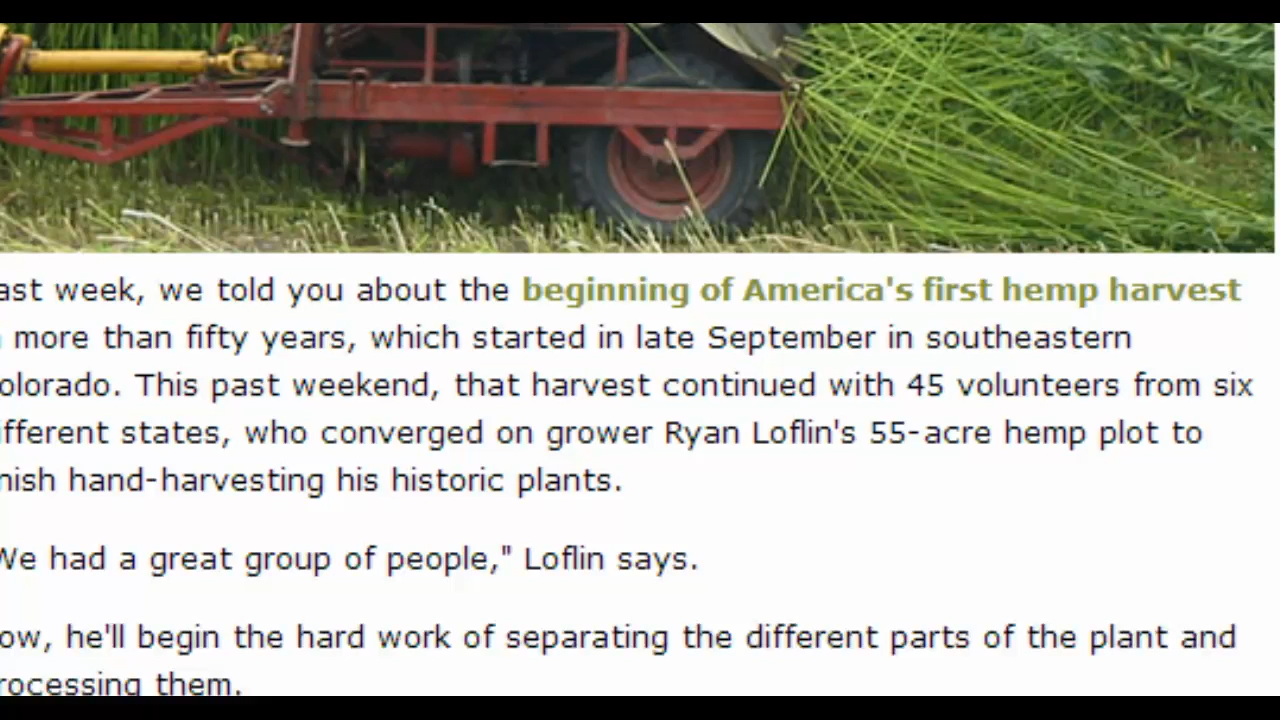 ast week, we told you about the beginning of America's first hemp harvest
more than fifty years, which started in late September in southeastern
olorado. This past weekend, that harvest continued with 45 volunteers from six
ifferent states, who converged on grower Ryan Loflin's 55-acre hemp plot to
nish hand-harvesting his historic plants.
We had a great group of people," Loflin says.
ow, he'll begin the hard work of separating the different parts of the plant and
rocessing them.